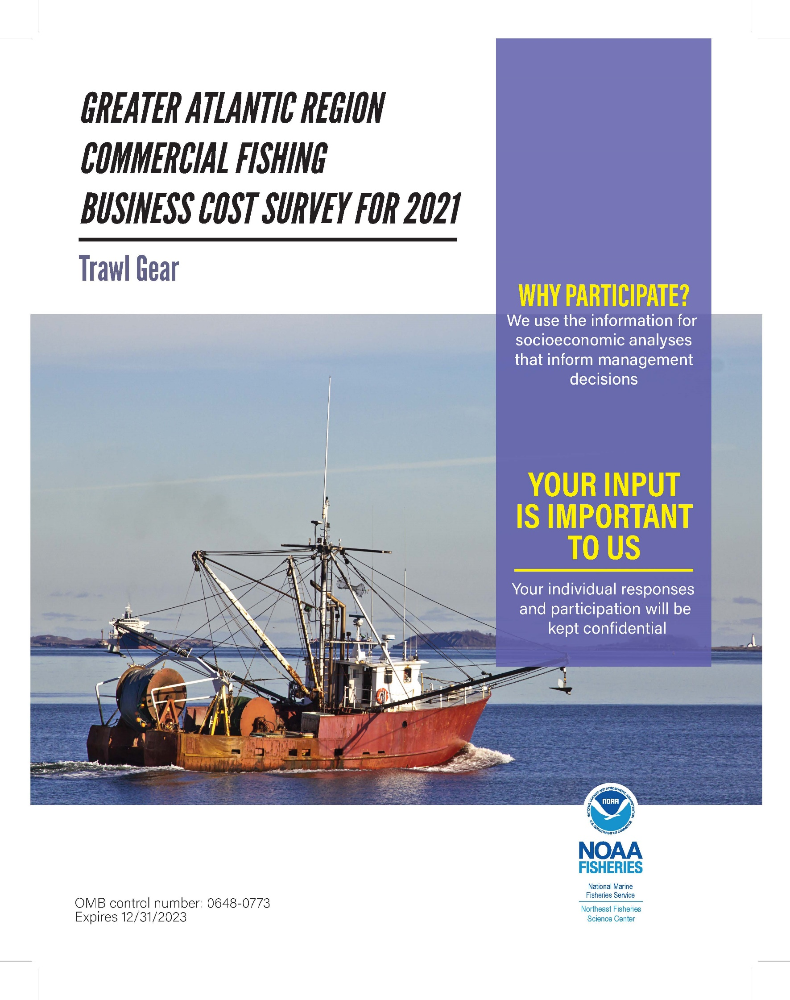 GREATER ATLANTIC REGION
COMMERCIAL FISHING
BUSINESS COST SURVEY FOR 2021
Trawl Gear
WHY PARTICIPATE?
We use the information for
socioeconomic analyses
that inform management
decisions
YOUR INPUT
IS IMPORTANT
TO US
Your individual responses
and participation will be
kept confidential
NATIONAL OCEANIC AND ATMOSPHERIC ADMINISTRATION
NOAA
U.S. DEPARTMENT OF COMMERCE
NOAA
FISHERIES
National Marine
Fisheries Service
Northeast Fisheries
Science Center
OMB control number: 0648-0773
Expires 12/31/2023